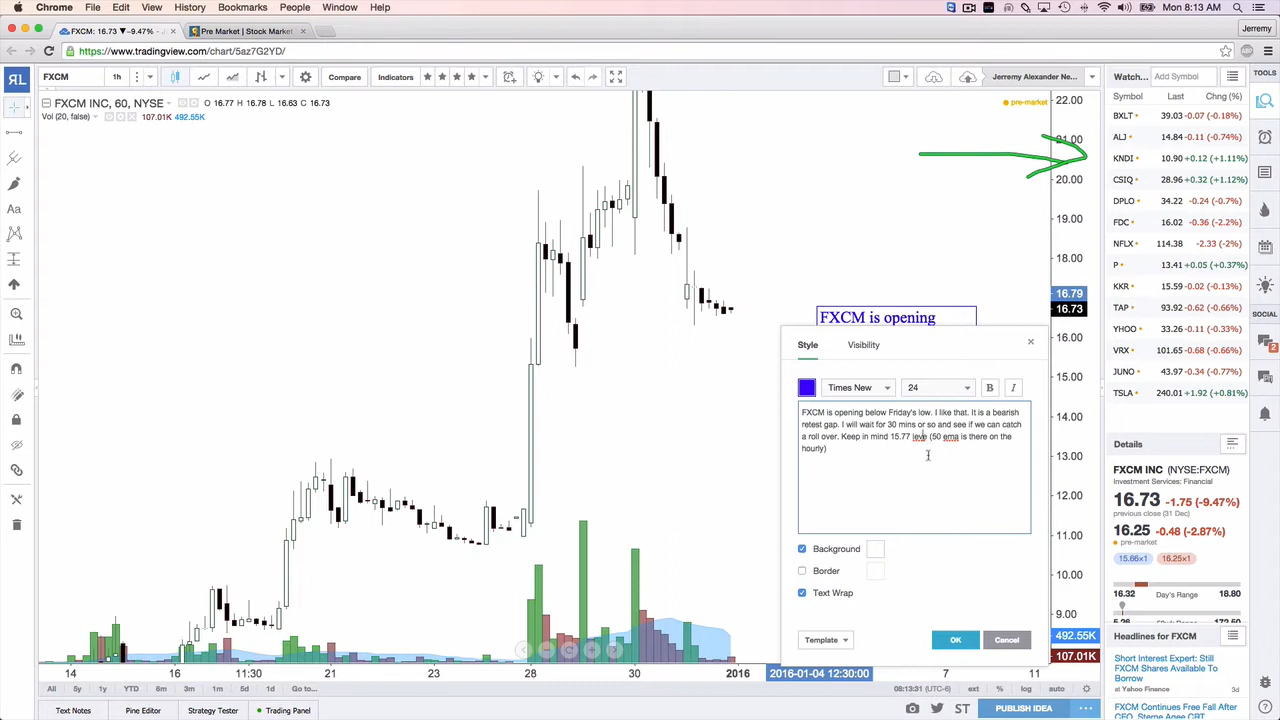 Chrome File Edit View History Bookmarks People Window Help
Mon 8:13 AM
FXCM: 16.73 ▼-9.47% ×
Pre Market | Stock Market ×
Jeremy
https://www.tradingview.com/chart/5az7G2YD/
FXCM 1h Compare Indicators Jeremy Alexander Ne...
FXCM INC, 60, NYSE O 16.77 H 16.78 L 16.63 C 16.73
Vol (20, false) 107.01K 492.55K
pre-market
22.00
21.00
20.00
19.00
18.00
16.79
16.73
16.00
15.00
14.00
13.00
12.00
11.00
10.00
9.00
492.55K
107.01K
FXCM is opening
Style Visibility ×
Times New 24 B I
FXCM is opening below Friday's low. I like that. It is a bearish
retest gap. I will wait for 30 mins or so and see if we can catch
a roll over. Keep in mind 15.77 leve (50 ema is there on the
hourly)
Background
Border
Text Wrap
Template OK Cancel
14 16 11:30 21 28 30 2016 2016-01-04 12:30:00 7 11
All 5y 1y YTD 6m 3m 1m 5d 1d Go to...
08:13:31 (UTC-6) ext % log auto
Text Notes Pine Editor Strategy Tester Trading Panel
ST PUBLISH IDEA ...
Watch... Add Symbol
Symbol Last Chng (%)
BXLT 39.03 -0.07 (-0.18%)
ALJ 14.84 -0.11 (-0.74%)
KNDI 10.90 +0.12 (+1.11%)
CSIQ 28.96 +0.32 (+1.12%)
DPLO 34.22 -0.24 (-0.7%)
FDC 16.02 -0.36 (-2.2%)
NFLX 114.38 -2.33 (-2%)
P 13.41 +0.05 (+0.37%)
KKR 15.59 -0.02 (-0.13%)
TAP 93.92 -0.62 (-0.66%)
YHOO 33.26 -0.11 (-0.33%)
VRX 101.65 -0.68 (-0.66%)
JUNO 43.97 -0.34 (-0.77%)
TSLA 240.01 +1.92 (+0.81%)
Details
FXCM INC (NYSE:FXCM)
Investment Services: Financial
16.73 -1.75 (-9.47%)
previous close (31 Dec)
16.25 -0.48 (-2.87%)
pre-market
15.66×1 16.25×1
16.32 Day's Range 18.80
Headlines for FXCM
Short Interest Expert: Still
FXCM Shares Available To
Borrow
at Yahoo Finance 3d
FXCM Continues Free Fall After
TOOLS
SOCIAL
2
Aa